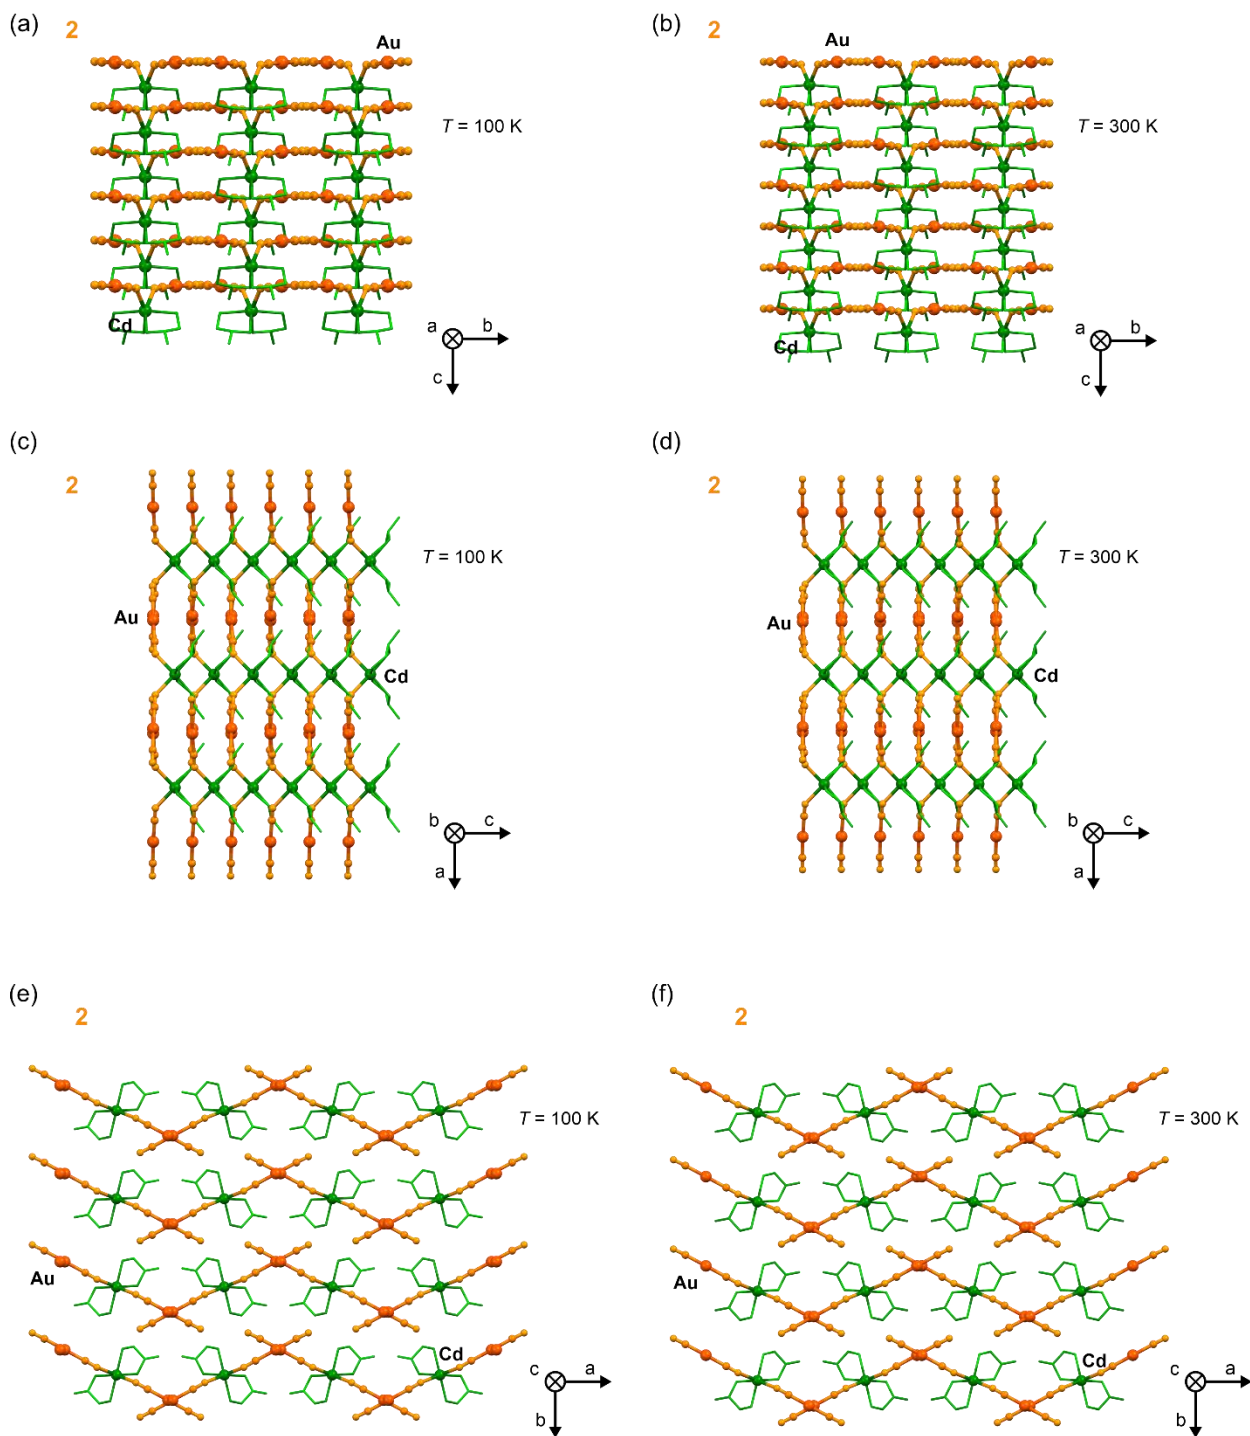 (a)
2
Au
T = 100 K
Cd
a
b
c
(b)
2
Au
T = 300 K
Cd
a
b
c
(c)
2
T = 100 K
Au
Cd
b
c
a
(d)
2
T = 300 K
Au
Cd
b
c
a
(e)
2
T = 100 K
Au
Cd
c
a
b
(f)
2
T = 300 K
Au
Cd
c
a
b